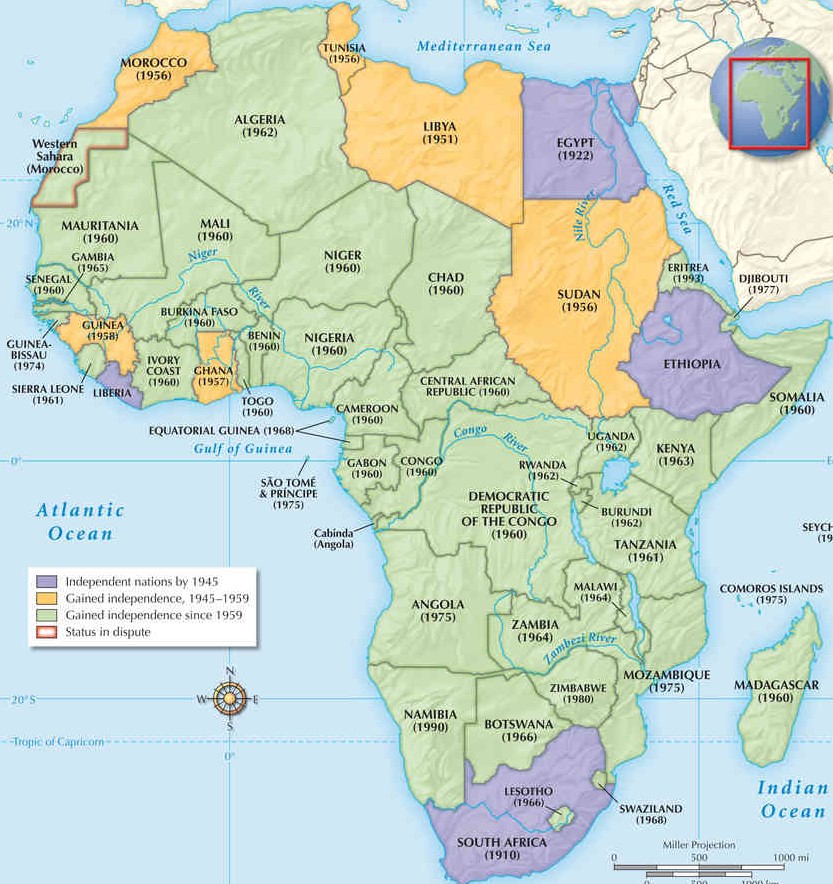 Mediterranean Sea
TUNISIA
(1956)
MOROCCO
(1956)
ALGERIA
(1962)
LIBYA
(1951)
EGYPT
(1922)
Western
Sahara
(Morocco)
Nile River
Red Sea
20°N
MAURITANIA
(1960)
MALI
(1960)
NIGER
(1960)
CHAD
(1960)
SUDAN
(1956)
ERITREA
(1993)
DJIBOUTI
(1977)
GAMBIA
(1965)
SENEGAL
(1960)
Niger
River
BURKINA FASO
(1960)
GUINEA
(1958)
GUINEA-
BISSAU
(1974)
SIERRA LEONE
(1961)
LIBERIA
IVORY
COAST
(1960)
GHANA
(1957)
BENIN
(1960)
TOGO
(1960)
NIGERIA
(1960)
ETHIOPIA
SOMALIA
(1960)
CENTRAL AFRICAN
REPUBLIC (1960)
CAMEROON
(1960)
EQUATORIAL GUINEA (1968)
Gulf of Guinea
Congo
River
UGANDA
(1962)
KENYA
(1963)
0°
GABON
(1960)
CONGO
(1960)
RWANDA
(1962)
SÃO TOMÉ
& PRÍNCIPE
(1975)
DEMOCRATIC
REPUBLIC
OF THE CONGO
(1960)
BURUNDI
(1962)
Atlantic
Ocean
Cabinda
(Angola)
TANZANIA
(1961)
SEYCH
(19
Independent nations by 1945
Gained independence, 1945–1959
Gained independence since 1959
Status in dispute
ANGOLA
(1975)
MALAWI
(1964)
COMOROS ISLANDS
(1975)
ZAMBIA
(1964)
Zambezi River
N
W
E
S
20°S
MOZAMBIQUE
(1975)
MADAGASCAR
(1960)
ZIMBABWE
(1980)
NAMIBIA
(1990)
BOTSWANA
(1966)
Tropic of Capricorn
0°
Indian
Ocean
LESOTHO
(1966)
SWAZILAND
(1968)
SOUTH AFRICA
(1910)
Miller Projection
0
500
1000 mi